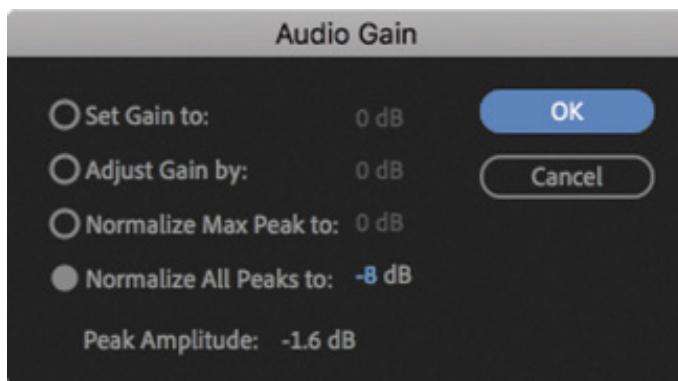 Audio Gain
Set Gain to: 0 dB
OK
Adjust Gain by: 0 dB
Cancel
Normalize Max Peak to: 0 dB
Normalize All Peaks to: -8 dB
Peak Amplitude: -1.6 dB